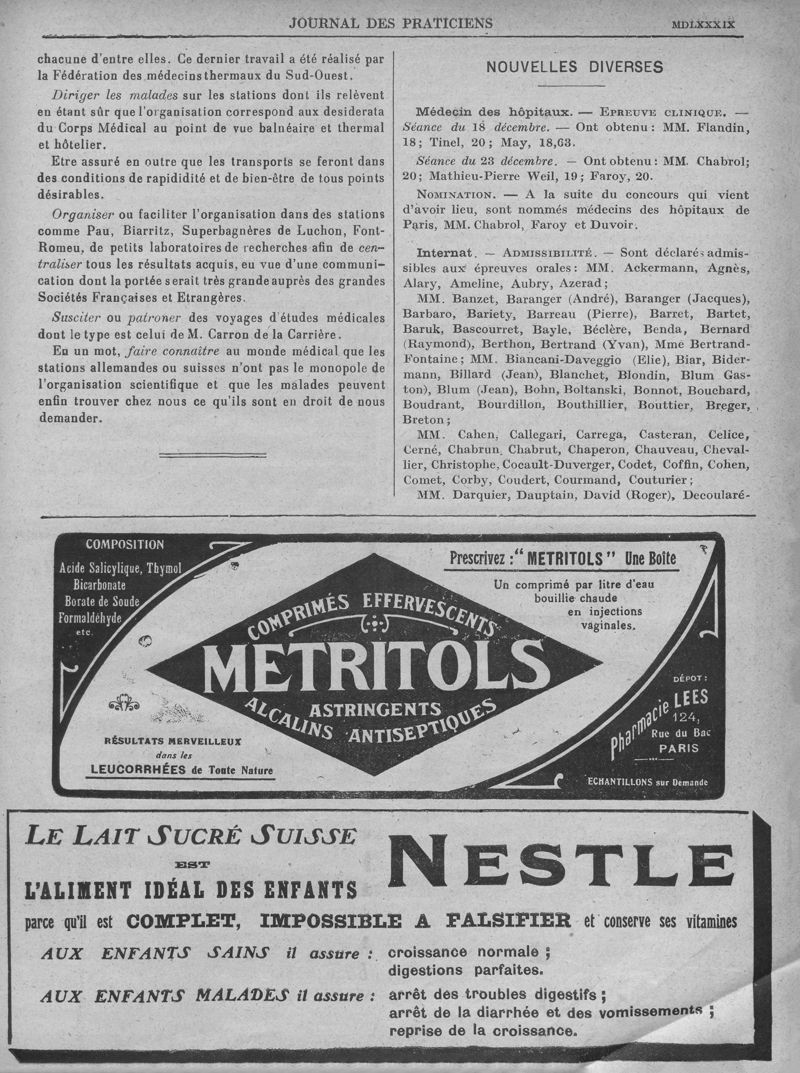 JOURNAL DES PRATICIENS
MDLXXXIX
chacune d'entre elles. Ce dernier travail a été réalisé par
la Fédération des médecins thermaux du Sud-Ouest.
Diriger les malades sur les stations dont ils relèvent
en étant sûr que l'organisation correspond aux desiderata
du Corps Médical au point de vue balnéaire et thermal
et hôtelier.
Etre assuré en outre que les transports se feront dans
des conditions de rapididité et de bien-être de tous points
désirables.
Organiser ou faciliter l'organisation dans des stations
comme Pau, Biarritz, Superbagnères de Luchon, Font-
Romeu, de petits laboratoires de recherches afin de cen-
traliser tous les résultats acquis, eu vue d'une communi-
cation dont la portée serait très grande auprès des grandes
Sociétés Françaises et Etrangères.
Susciter ou patroner des voyages d'études médicales
dont le type est celui de M. Carron de la Carrière.
En un mot, faire connaître au monde médical que les
stations allemandes ou suisses n'ont pas le monopole de
l'organisation scientifique et que les malades peuvent
enfin trouver chez nous ce qu'ils sont en droit de nous
demander.
NOUVELLES DIVERSES
Médecin des hôpitaux. — EPREUVE CLINIQUE. —
Séance du 18 décembre. — Ont obtenu : MM. Flandin,
18 ; Tinel, 20 ; May, 18,63.
Séance du 23 décembre. — Ont obtenu : MM. Chabrol;
20 ; Mathieu-Pierre Weil, 19 ; Faroy, 20.
NOMINATION. — A la suite du concours qui vient
d'avoir lieu, sont nommés médecins des hôpitaux de
Paris, MM. Chabrol, Faroy et Duvoir.
Internat. — ADMISSIBILITÉ. — Sont déclarés admis-
sibles aux épreuves orales : MM. Ackermann, Agnès,
Alary, Ameline, Aubry, Azerad ;
MM. Banzet, Baranger (André), Baranger (Jacques),
Barbaro, Bariety, Barreau (Pierre), Barret, Bartet,
Baruk, Bascourret, Bayle, Béclère, Benda, Bernard
(Raymond), Berthon, Bertrand (Yvan), Mme Bertrand-
Fontaine ; MM. Biancani-Daveggio (Elie), Biar, Bider-
mann, Billard (Jean), Blanchet, Blondin, Blum Gas-
ton), Blum (Jean), Bohn, Boltanski, Bonnot, Bouchard,
Boudrant, Bourdillon, Bouthillier, Bouttier, Breger,
Breton ;
MM. Cahen, Callegari, Carrega, Casteran, Celice,
Cerné, Chabrun, Chabrut, Chaperon, Chauveau, Cheval-
lier, Christophe, Cocault-Duverger, Codet, Coffin, Cohen,
Comet, Corby, Coudert, Courmand, Couturier ;
MM. Darquier, Dauptain, David (Roger), Decoularé-
COMPOSITION
Acide Salicylique, Thymol
Bicarbonate
Borate de Soude
Formaldéhyde
etc.
Prescrivez : “ METRITOLS ” Une Boîte
Un comprimé par litre d'eau
bouillie chaude
en injections
vaginales.
COMPRIMÉS EFFERVESCENTS
METRITOLS
ASTRINGENTS
ALCALINS ANTISEPTIQUES
RÉSULTATS MERVEILLEUX
dans les
LEUCORRHÉES de Toute Nature
DÉPOT :
Pharmacie LEES
124,
Rue du Bac
PARIS
ECHANTILLONS sur Demande
LE LAIT SUCRÉ SUISSE
NESTLE
EST
L'ALIMENT IDÉAL DES ENFANTS
parce qu'il est COMPLET, IMPOSSIBLE A FALSIFIER et conserve ses vitamines
AUX ENFANTS SAINS il assure : croissance normale ;
digestions parfaites.
AUX ENFANTS MALADES il assure : arrêt des troubles digestifs ;
arrêt de la diarrhée et des vomissements ;
reprise de la croissance.